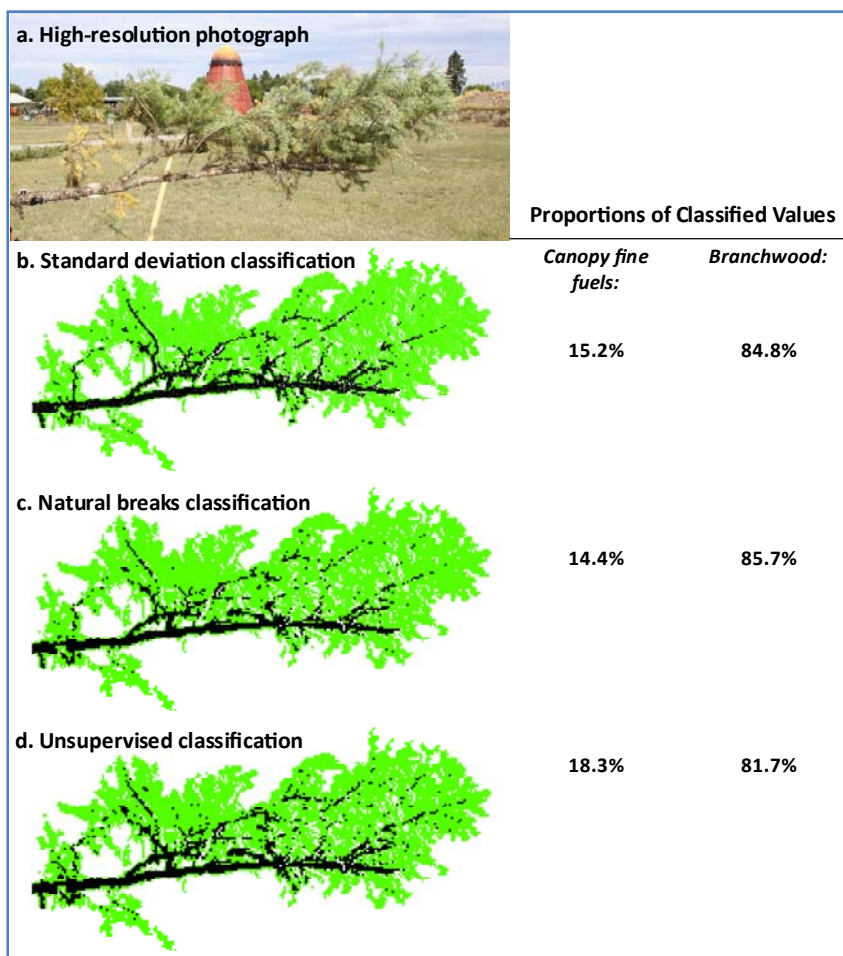 a. High-resolution photograph
Proportions of Classified Values
b. Standard deviation classification
Canopy fine
fuels:
Branchwood:
15.2%
84.8%
c. Natural breaks classification
14.4%
85.7%
d. Unsupervised classification
18.3%
81.7%